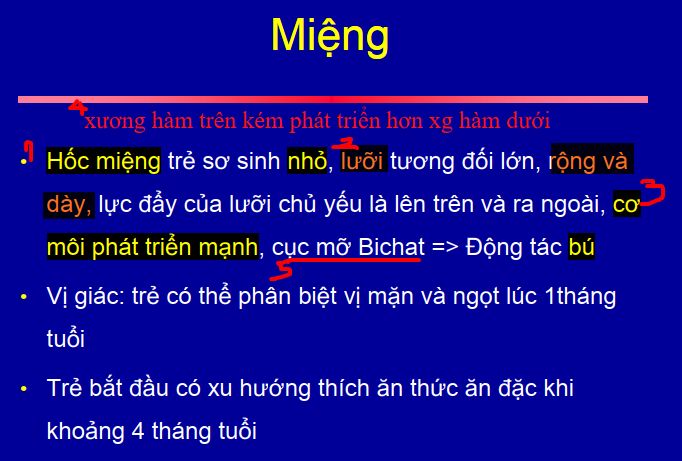 Miệng
4 xương hàm trên kém phát triển hơn xg hàm dưới
1 2
• Hốc miệng trẻ sơ sinh nhỏ, lưỡi tương đối lớn, rộng và
dày, lực đẩy của lưỡi chủ yếu là lên trên và ra ngoài, cơ 3
môi phát triển mạnh, cục mỡ Bichat => Động tác bú
5
• Vị giác: trẻ có thể phân biệt vị mặn và ngọt lúc 1tháng
tuổi
• Trẻ bắt đầu có xu hướng thích ăn thức ăn đặc khi
khoảng 4 tháng tuổi